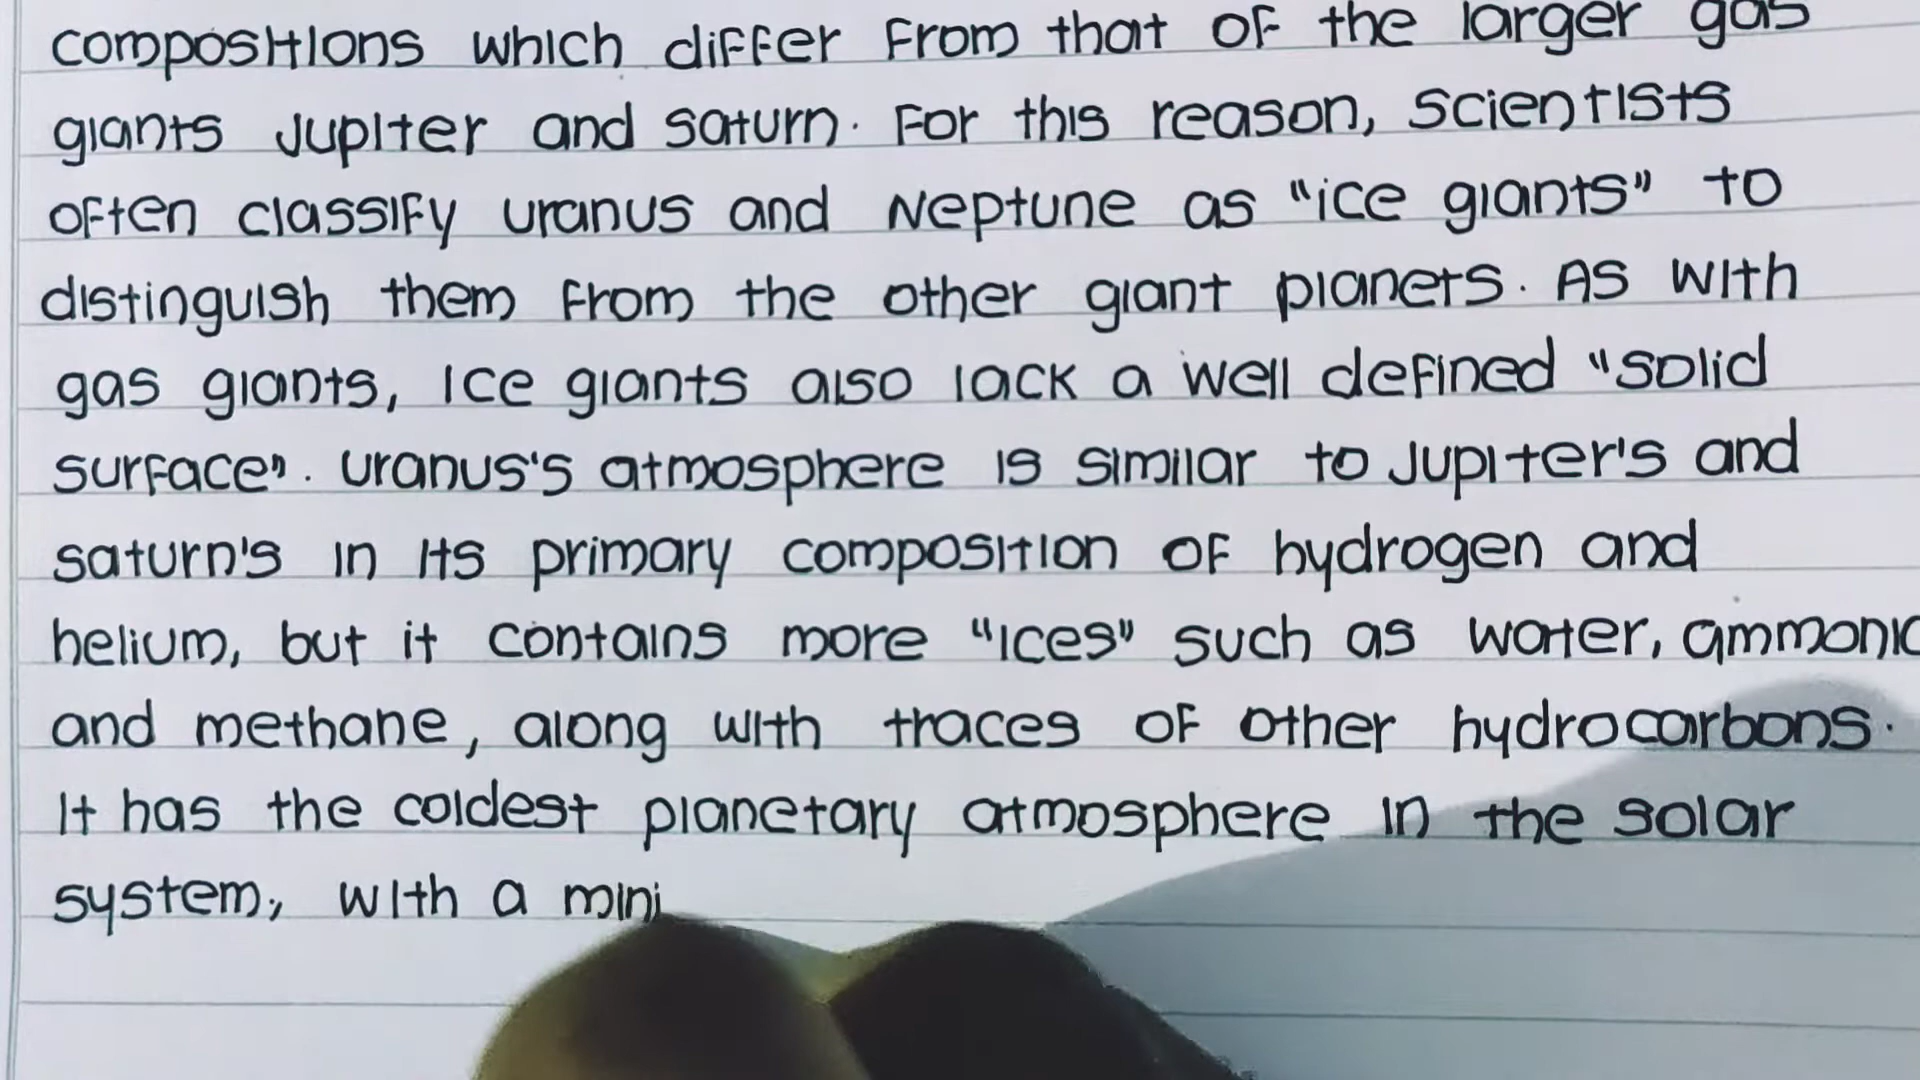 compositions which differ from that of the larger gas
giants Jupiter and saturn. For this reason, scientists
often classify uranus and Neptune as "ice giants" to
distinguish them from the other giant planets. As with
gas giants, Ice giants also lack a well defined "solid
surface". Uranus's atmosphere is similar to Jupiter's and
saturn's in its primary composition of hydrogen and
helium, but it contains more "ices" such as water, ammonia
and methane, along with traces of other hydrocarbons.
It has the coldest planetary atmosphere in the solar
system, with a mini